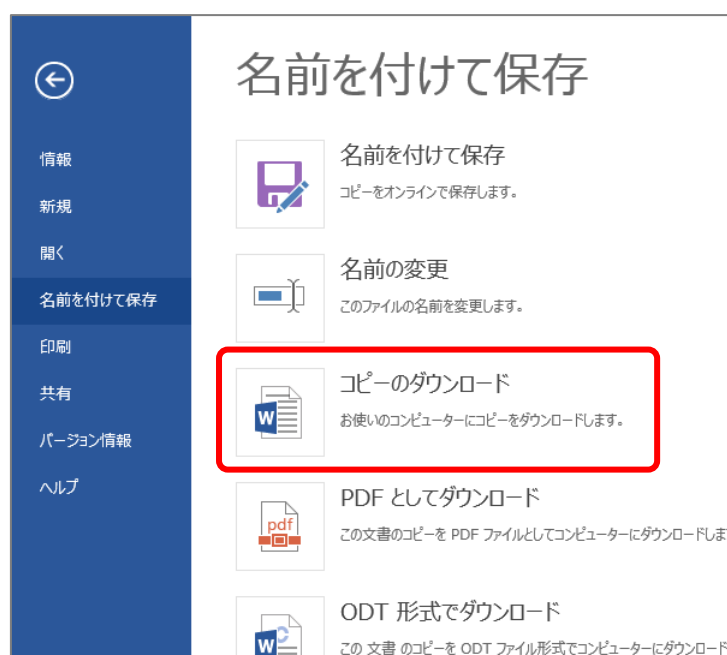 名前を付けて保存
情報
新規
開く
名前を付けて保存
印刷
共有
バージョン情報
ヘルプ
名前を付けて保存
コピーをオンラインで保存します。
名前の変更
このファイルの名前を変更します。
コピーのダウンロード
お使いのコンピューターにコピーをダウンロードします。
W
PDF としてダウンロード
この文書のコピーを PDF ファイルとしてコンピューターにダウンロードしま
pdf
ODT 形式でダウンロード
この 文書 のコピーを ODT ファイル形式でコンピューターにダウンロード
W